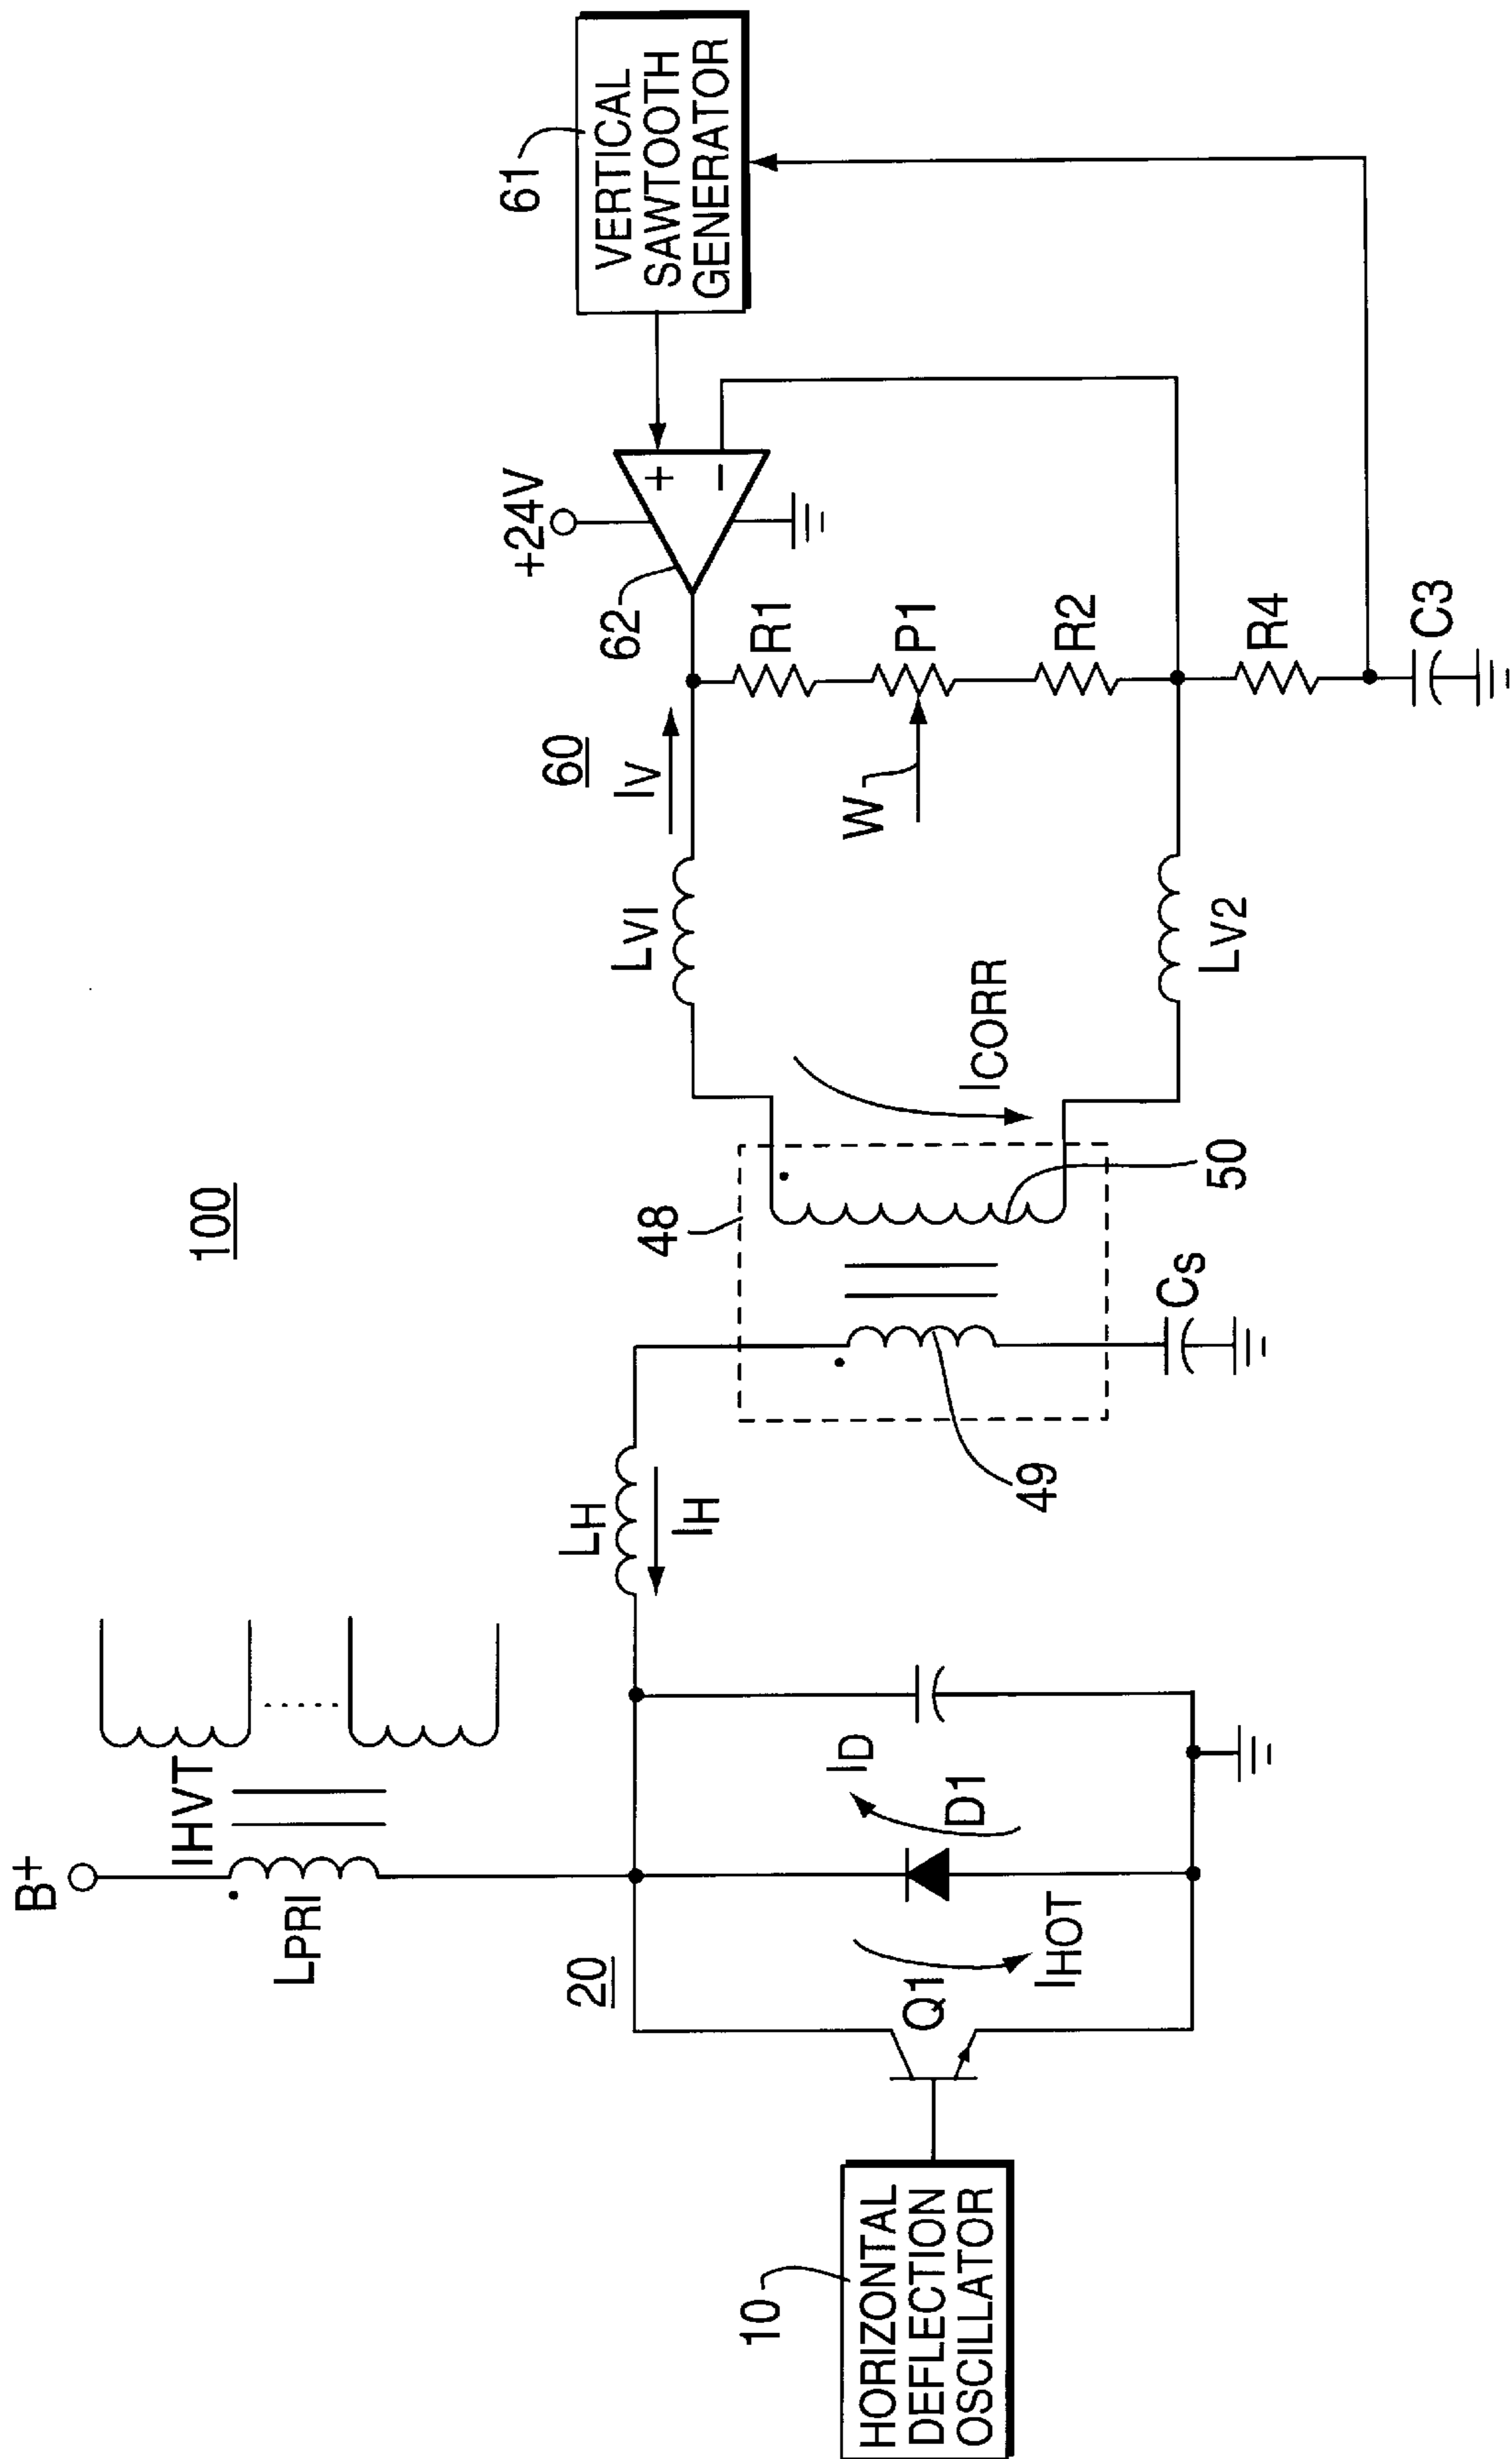 100
B+
IHVT
LPRI
20
Q1
IHOT
D1
ID
LH
IH
10
HORIZONTAL
DEFLECTION
OSCILLATOR
48
49
50
CS
ICORR
LV1
LV2
60
IV
W
62
+24V
+
−
R1
P1
R2
R4
C3
61
VERTICAL
SAWTOOTH
GENERATOR